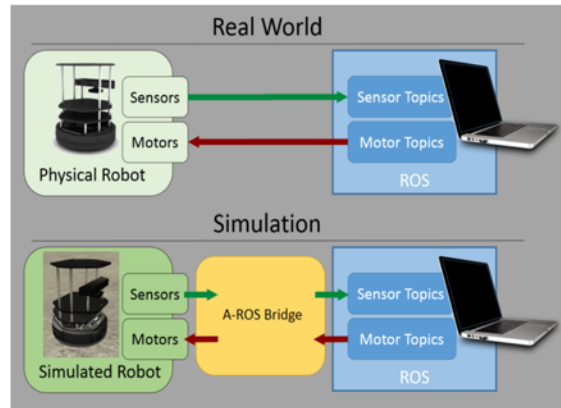 Real World
Sensors
Sensor Topics
Motors
Motor Topics
Physical Robot
ROS
Simulation
Sensors
Sensor Topics
A-ROS Bridge
Motors
Motor Topics
Simulated Robot
ROS